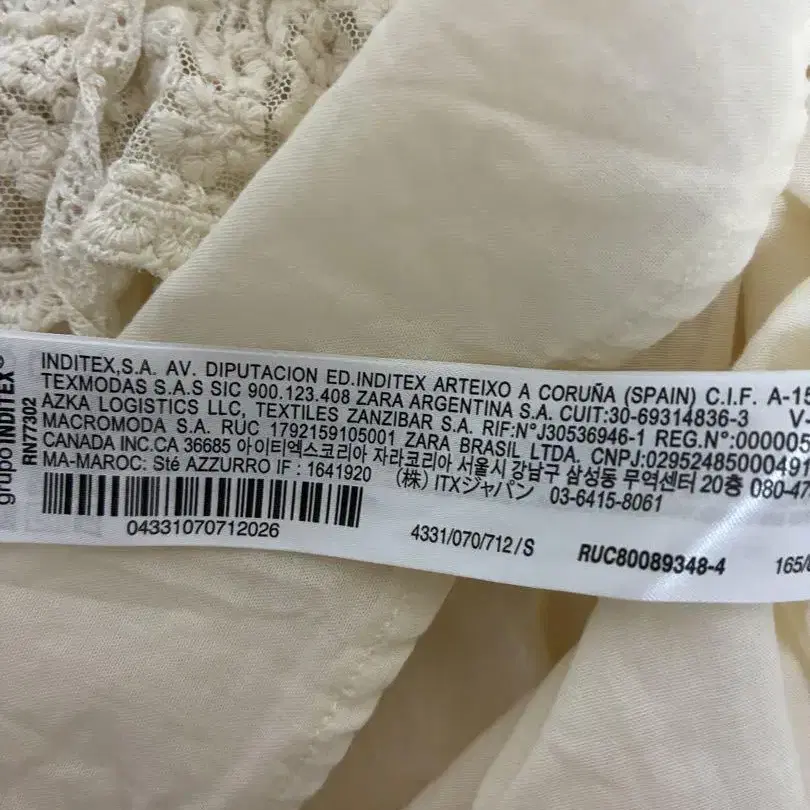 grupo INDITEX®
RN77302
INDITEX,S.A. AV. DIPUTACION ED.INDITEX ARTEIXO A CORUÑA (SPAIN) C.I.F. A-15
TEXMODAS S.A.S SIC 900.123.408 ZARA ARGENTINA S.A. CUIT:30-69314836-3 V-
AZKA LOGISTICS LLC, TEXTILES ZANZIBAR S.A. RIF:N°J30536946-1 REG.N°:000005
MACROMODA S.A. RUC 1792159105001 ZARA BRASIL LTDA. CNPJ:02952485000491
CANADA INC.CA 36685 아이티엑스코리아 자라코리아 서울시 강남구 삼성동 무역센터 20층 080-47
MA-MAROC: Sté AZZURRO IF : 1641920 (株) ITXジャパン 03-6415-8061
04331070712026
4331/070/712/S
RUC80089348-4
165/8